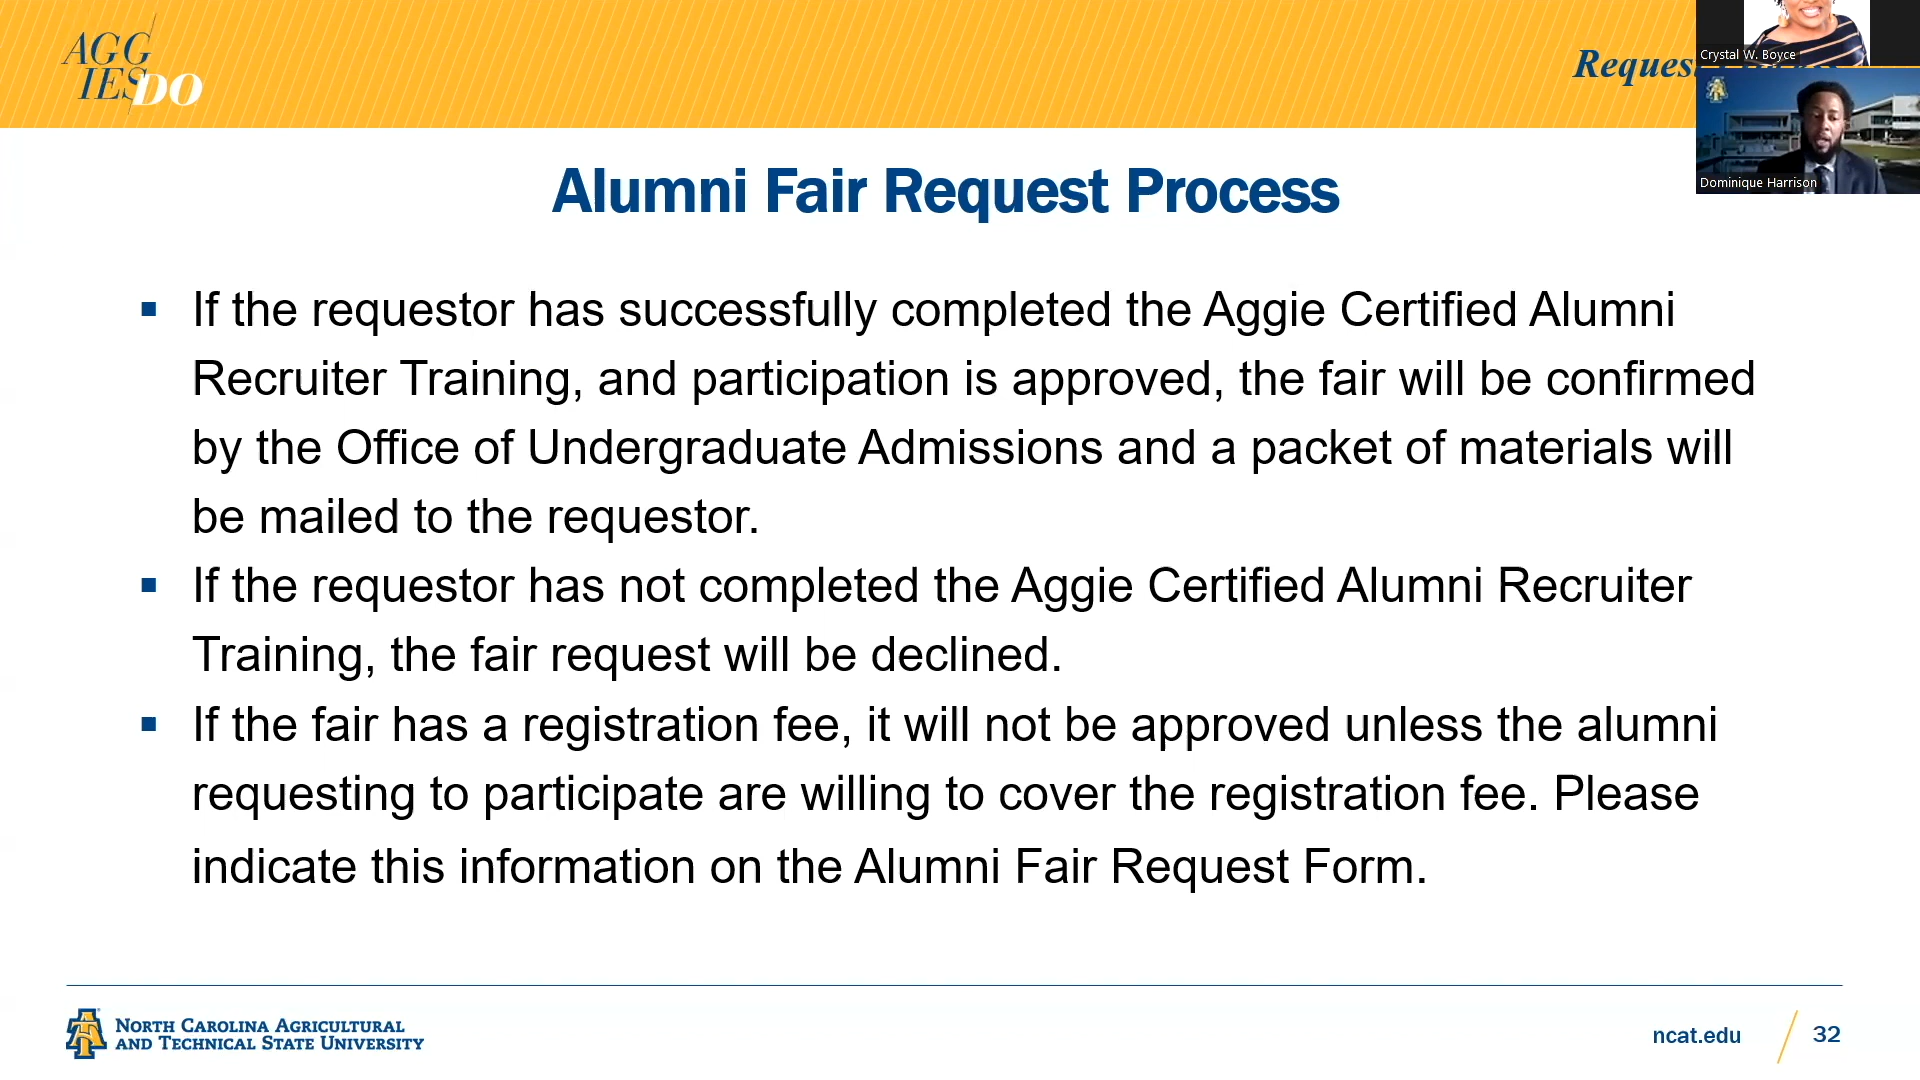 AGG
IES DO
Crystal W. Boyce
Dominique Harrison
Alumni Fair Request Process
▪ If the requestor has successfully completed the Aggie Certified Alumni
Recruiter Training, and participation is approved, the fair will be confirmed
by the Office of Undergraduate Admissions and a packet of materials will
be mailed to the requestor.
▪ If the requestor has not completed the Aggie Certified Alumni Recruiter
Training, the fair request will be declined.
▪ If the fair has a registration fee, it will not be approved unless the alumni
requesting to participate are willing to cover the registration fee. Please
indicate this information on the Alumni Fair Request Form.
NORTH CAROLINA AGRICULTURAL
AND TECHNICAL STATE UNIVERSITY
ncat.edu
32